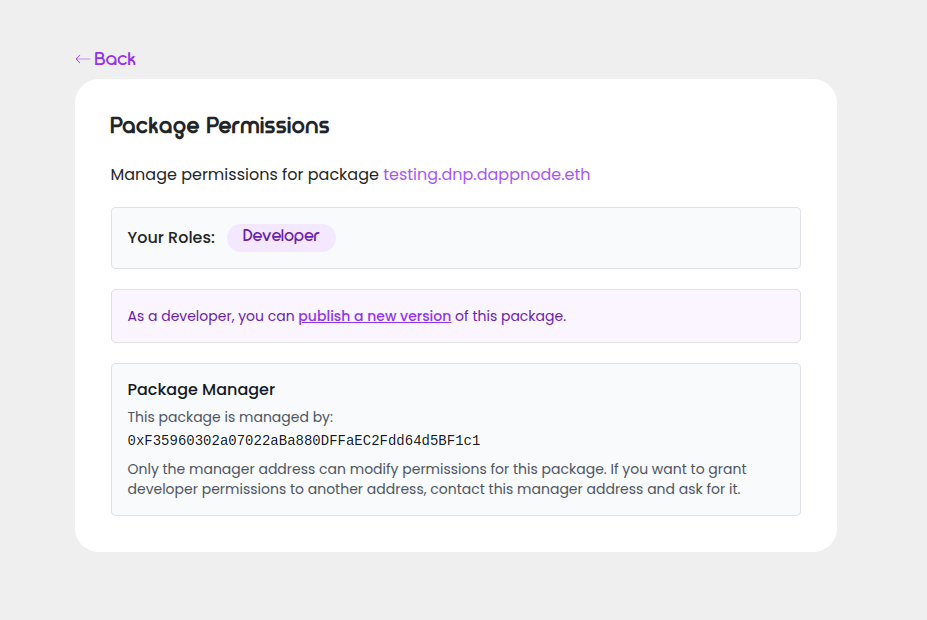 ← Back
Package Permissions
Manage permissions for package testing.dnp.dappnode.eth
Your Roles: Developer
As a developer, you can publish a new version of this package.
Package Manager
This package is managed by:
0xF35960302a07022aBa880DFFaEC2Fdd64d5BF1c1
Only the manager address can modify permissions for this package. If you want to grant
developer permissions to another address, contact this manager address and ask for it.